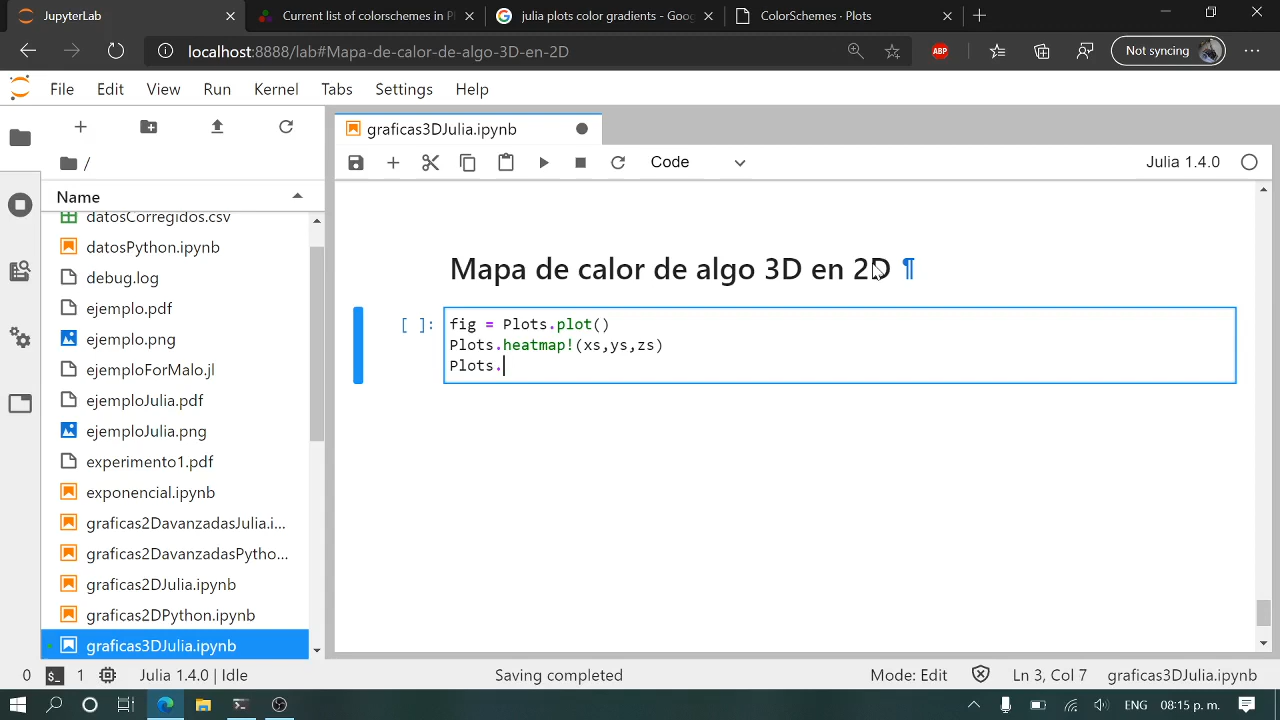 JupyterLab
Current list of colorschemes in P
julia plots color gradients - Goog
ColorSchemes · Plots
localhost:8888/lab#Mapa-de-calor-de-algo-3D-en-2D
ABP
Not syncing
File Edit View Run Kernel Tabs Settings Help
graficas3DJulia.ipynb
/
Code
Julia 1.4.0
Name
datosCorregidos.csv
datosPython.ipynb
debug.log
ejemplo.pdf
ejemplo.png
ejemploForMalo.jl
ejemploJulia.pdf
ejemploJulia.png
experimento1.pdf
exponencial.ipynb
graficas2DavanzadasJulia.i...
graficas2DavanzadasPytho...
graficas2DJulia.ipynb
graficas2DPython.ipynb
graficas3DJulia.ipynb
Mapa de calor de algo 3D en 2D ¶
[ ]:
fig = Plots.plot()
Plots.heatmap!(xs,ys,zs)
Plots.
0 $_ 1 Julia 1.4.0 | Idle
Saving completed
Mode: Edit
Ln 3, Col 7
graficas3DJulia.ipynb
ENG
08:15 p. m.